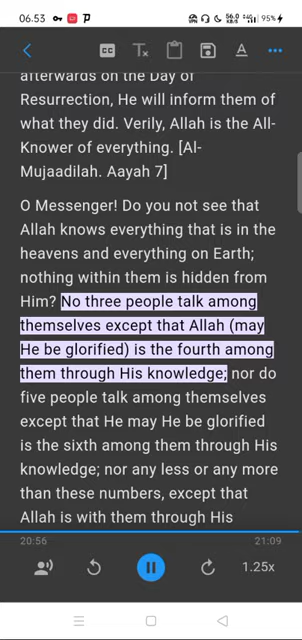 06.53
56.0
KB/s
4G
95%
CC
afterwards on the Day of
Resurrection, He will inform them of
what they did. Verily, Allah is the All-
Knower of everything. [Al-
Mujaadilah. Aayah 7]
O Messenger! Do you not see that
Allah knows everything that is in the
heavens and everything on Earth;
nothing within them is hidden from
Him? No three people talk among
themselves except that Allah (may
He be glorified) is the fourth among
them through His knowledge; nor do
five people talk among themselves
except that He may He be glorified
is the sixth among them through His
knowledge; nor any less or any more
than these numbers, except that
Allah is with them through His
20:56
21:09
1.25x